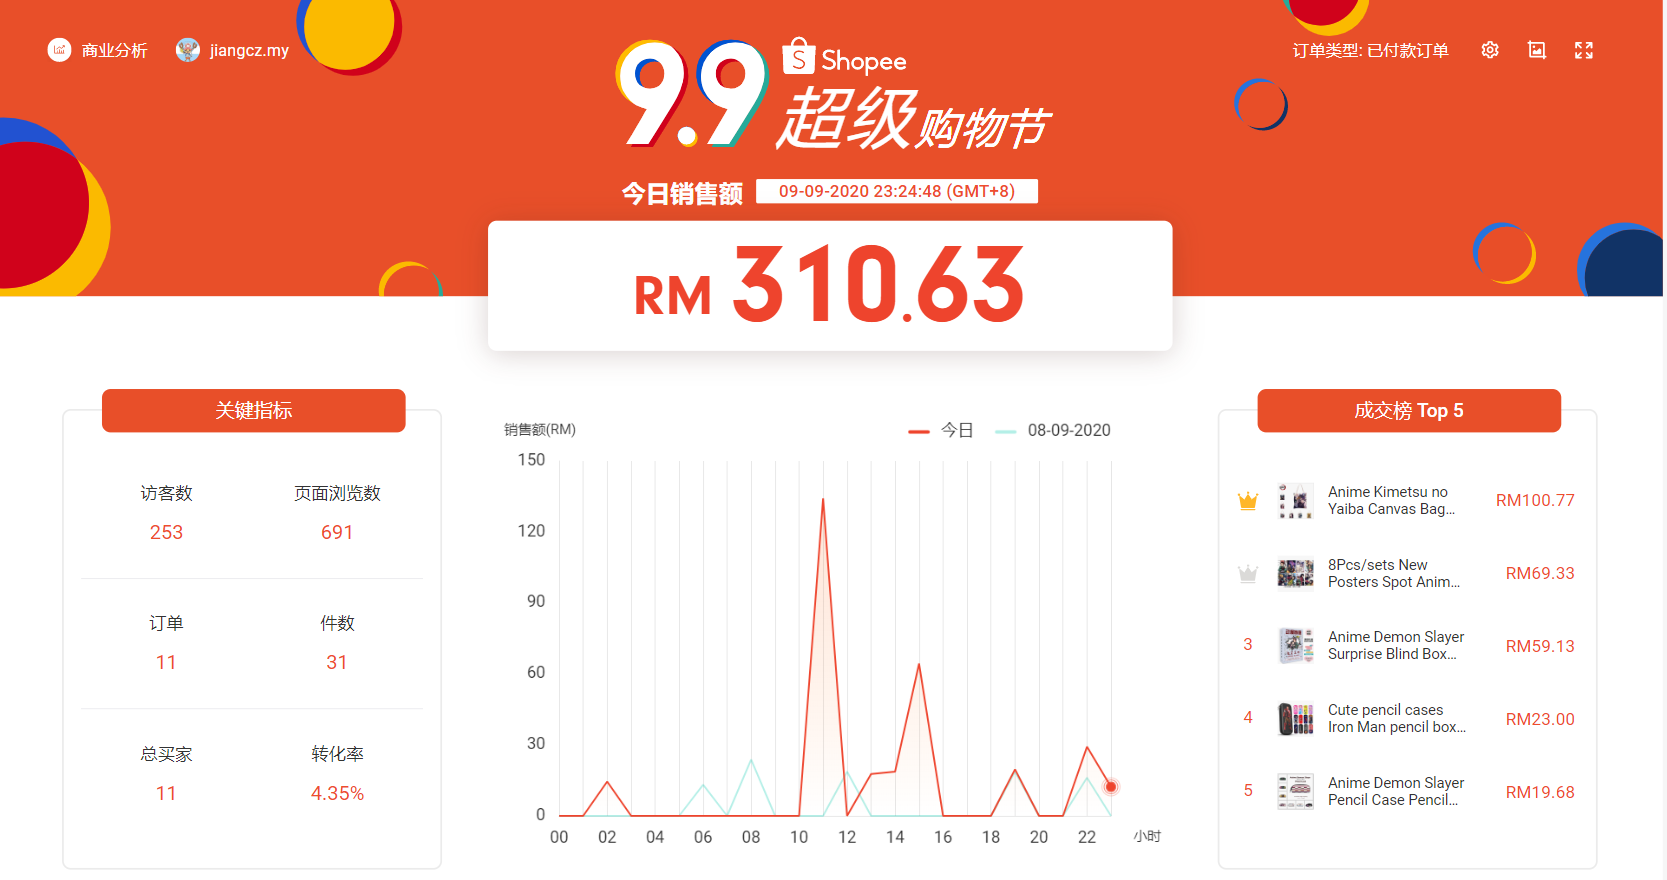 商业分析
jiangcz.my
订单类型: 已付款订单
9.9
Shopee
超级购物节
今日销售额
09-09-2020 23:24:48 (GMT+8)
RM 310.63
关键指标
访客数
页面浏览数
253
691
订单
件数
11
31
总买家
转化率
11
4.35%
销售额(RM)
今日
08-09-2020
150
120
90
60
30
0
00 02 04 06 08 10 12 14 16 18 20 22 小时
成交榜 Top 5
Anime Kimetsu no
Yaiba Canvas Bag...
RM100.77
8Pcs/sets New
Posters Spot Anim...
RM69.33
3
Anime Demon Slayer
Surprise Blind Box...
RM59.13
4
Cute pencil cases
Iron Man pencil box...
RM23.00
5
Anime Demon Slayer
Pencil Case Pencil...
RM19.68